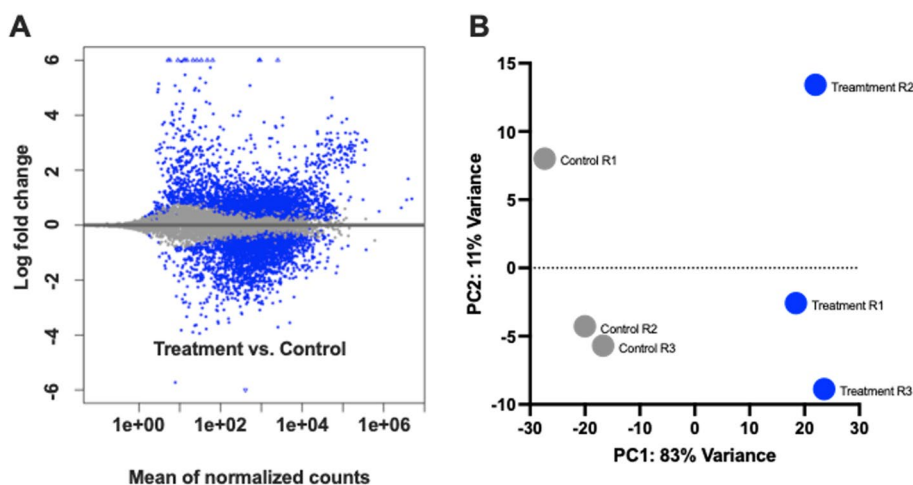 A
Log fold change
6
4
2
0
-2
-4
-6
Treatment vs. Control
1e+00 1e+02 1e+04 1e+06
Mean of normalized counts
B
PC2: 11% Variance
15
10
5
0
-5
-10
Treamtment R2
Control R1
Treatment R1
Control R2
Control R3
Treatment R3
-30 -20 -10 0 10 20 30
PC1: 83% Variance